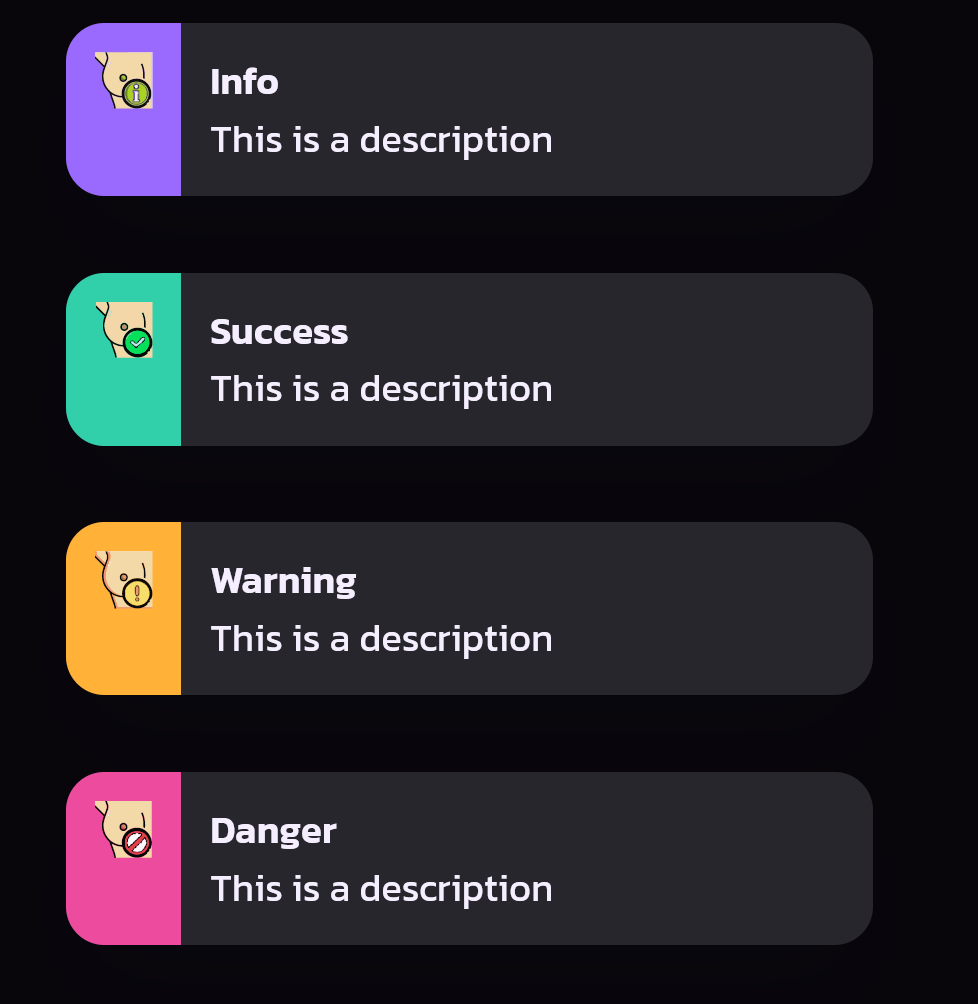 Info
This is a description
Success
This is a description
Warning
This is a description
Danger
This is a description